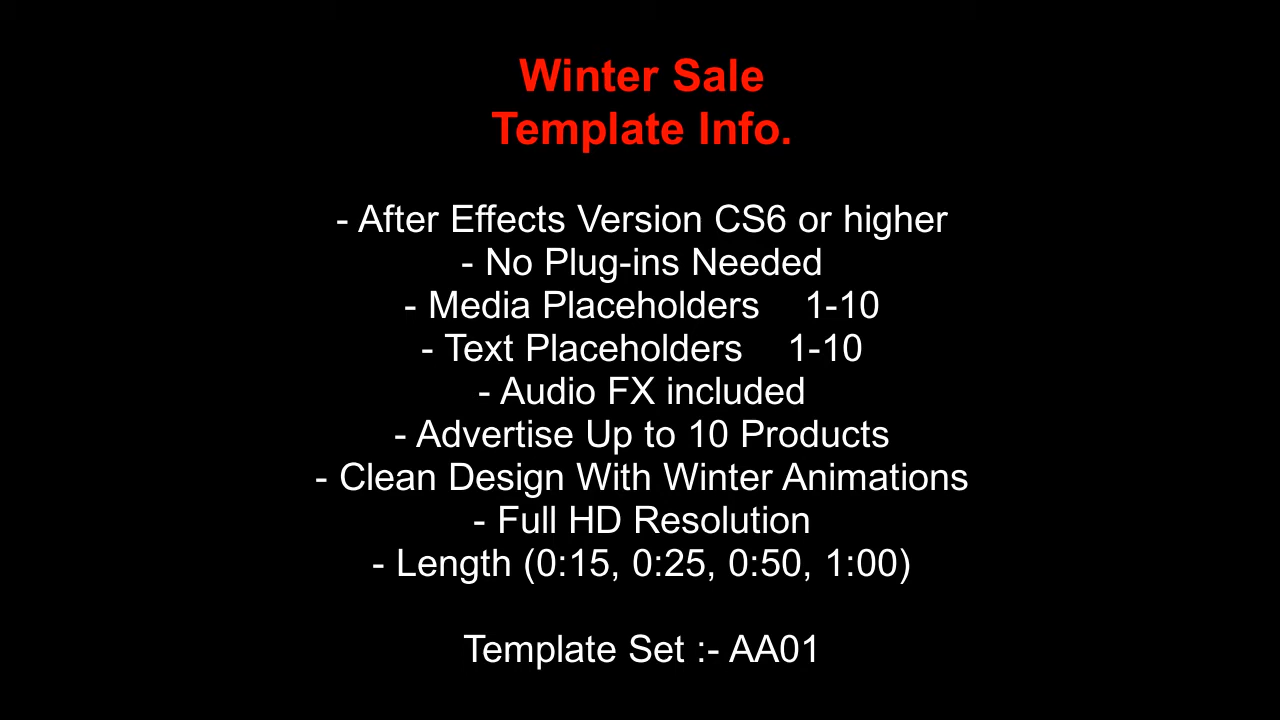 Winter Sale
Template Info.
- After Effects Version CS6 or higher
- No Plug-ins Needed
- Media Placeholders    1-10
- Text Placeholders    1-10
- Audio FX included
- Advertise Up to 10 Products
- Clean Design With Winter Animations
- Full HD Resolution
- Length (0:15, 0:25, 0:50, 1:00)
Template Set :- AA01